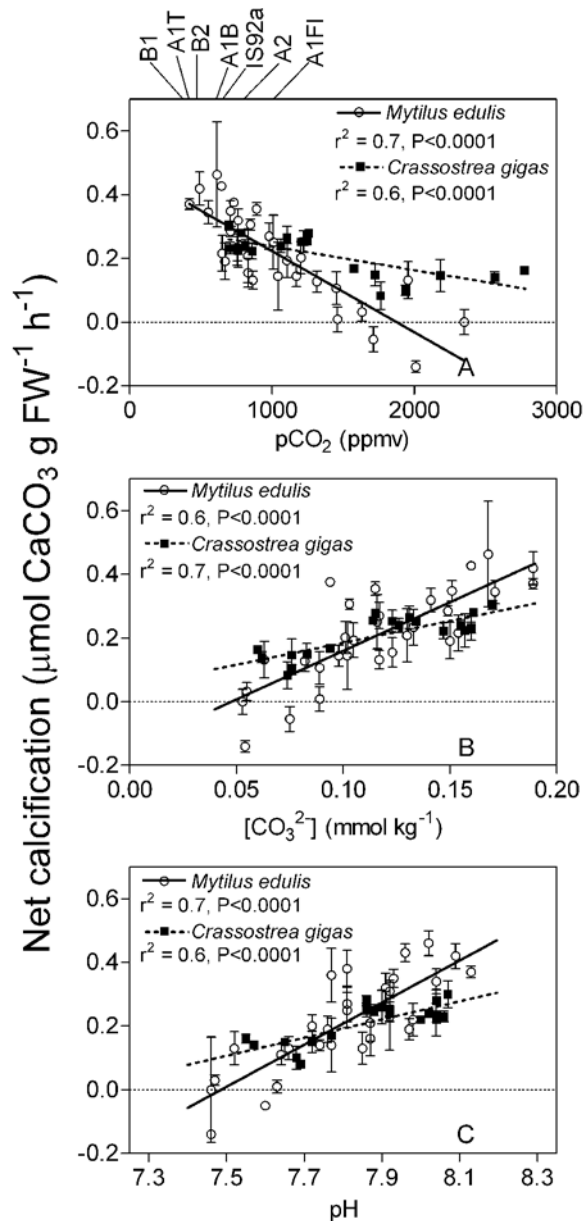 B1
A1T
B2
A1B
IS92a
A2
A1FI
Net calcification (μmol CaCO₃ g FW⁻¹ h⁻¹)
0.6
0.4
0.2
0.0
-0.2
Mytilus edulis
r² = 0.7, P<0.0001
Crassostrea gigas
r² = 0.6, P<0.0001
A
0
1000
2000
3000
pCO₂ (ppmv)
0.6
0.4
0.2
0.0
-0.2
Mytilus edulis
r² = 0.6, P<0.0001
Crassostrea gigas
r² = 0.7, P<0.0001
B
0.00
0.05
0.10
0.15
0.20
[CO₃²⁻] (mmol kg⁻¹)
0.6
0.4
0.2
0.0
-0.2
Mytilus edulis
r² = 0.7, P<0.0001
Crassostrea gigas
r² = 0.6, P<0.0001
C
7.3
7.5
7.7
7.9
8.1
8.3
pH